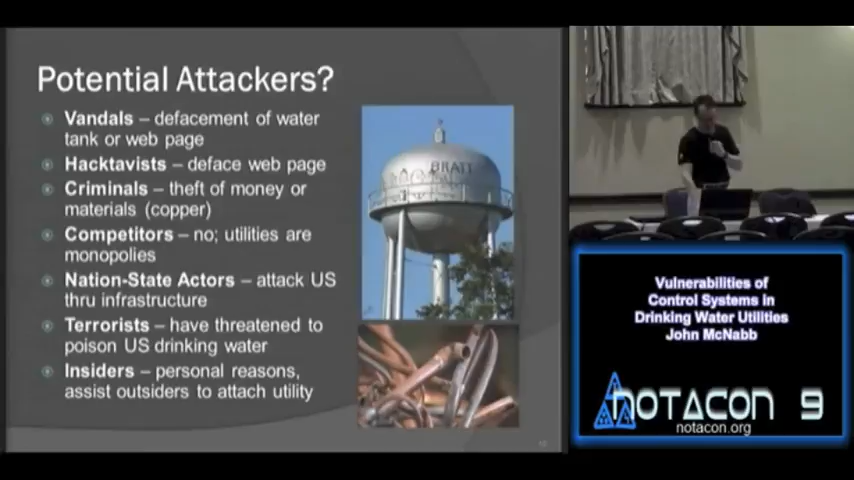 Potential Attackers?
Vandals – defacement of water
tank or web page
Hacktavists – deface web page
Criminals – theft of money or
materials (copper)
Competitors – no; utilities are
monopolies
Nation-State Actors – attack US
thru infrastructure
Terrorists – have threatened to
poison US drinking water
Insiders – personal reasons,
assist outsiders to attach utility
BRATT
Vulnerabilities of
Control Systems in
Drinking Water Utilities
John McNabb
NOTACON 9
notacon.org